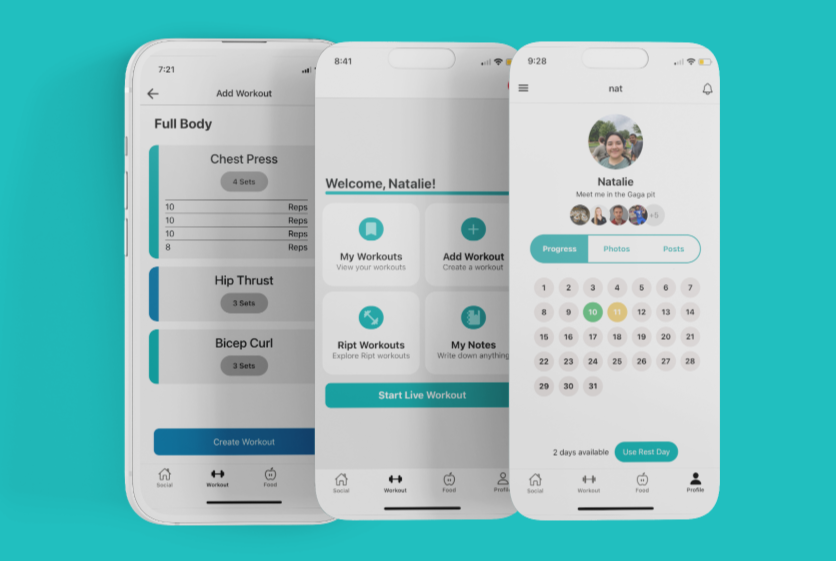 7:21
Add Workout
Full Body
Chest Press
4 Sets
10 Reps
10 Reps
10 Reps
8 Reps
Hip Thrust
3 Sets
Bicep Curl
3 Sets
Create Workout
Social Workout Food
8:41
Welcome, Natalie!
My Workouts
View your workouts
Add Workout
Create a workout
Ript Workouts
Explore Ript workouts
My Notes
Write down anything
Start Live Workout
Social Workout Food Profile
9:28
nat
Natalie
Meet me in the Gaga pit
+5
Progress Photos Posts
1 2 3 4 5 6 7
8 9 10 11 12 13 14
15 16 17 18 19 20 21
22 23 24 25 26 27 28
29 30 31
2 days available Use Rest Day
Social Workout Food Profile